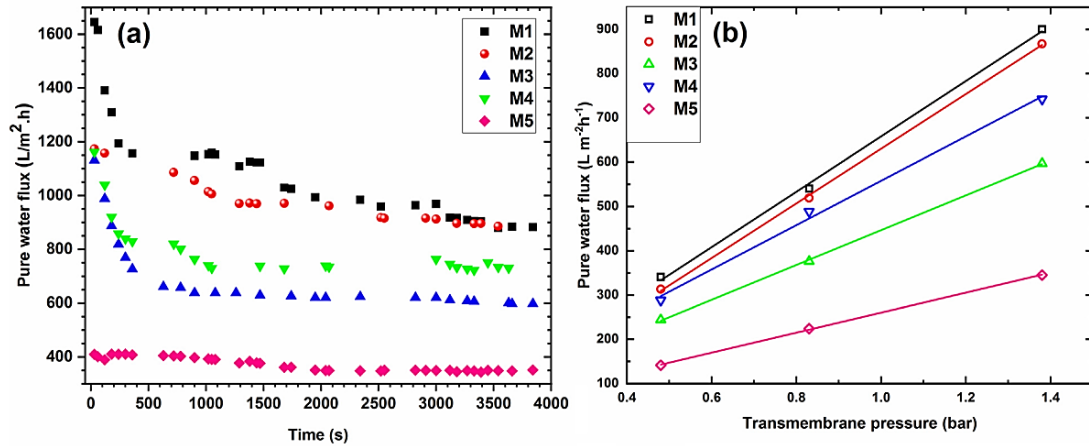 (a)
M1
M2
M3
M4
M5
Pure water flux (L/m².h)
1600
1400
1200
1000
800
600
400
0 500 1000 1500 2000 2500 3000 3500 4000
Time (s)
(b)
M1
M2
M3
M4
M5
Pure water flux (L m⁻²h⁻¹)
900
800
700
600
500
400
300
200
100
0.4 0.6 0.8 1.0 1.2 1.4
Transmembrane pressure (bar)